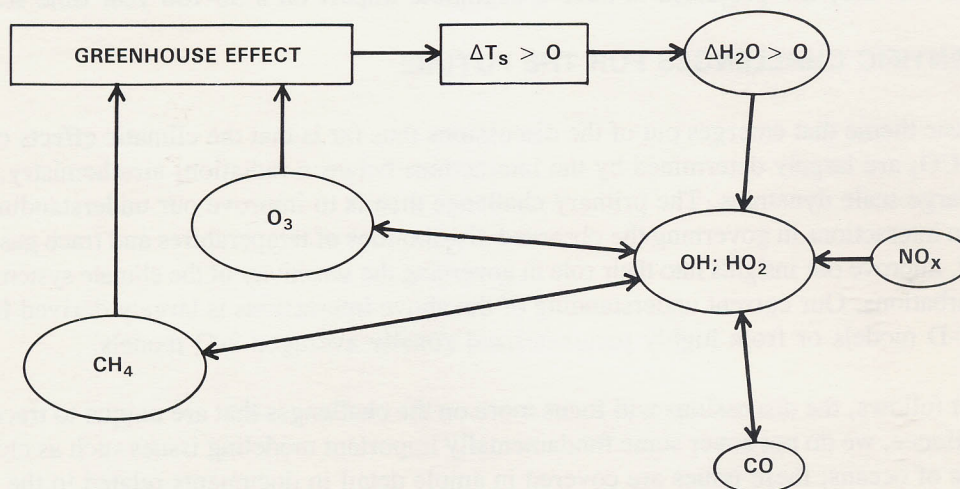 GREENHOUSE EFFECT
ΔTₛ > O
ΔH₂O > O
O₃
OH; HO₂
NOₓ
CH₄
CO